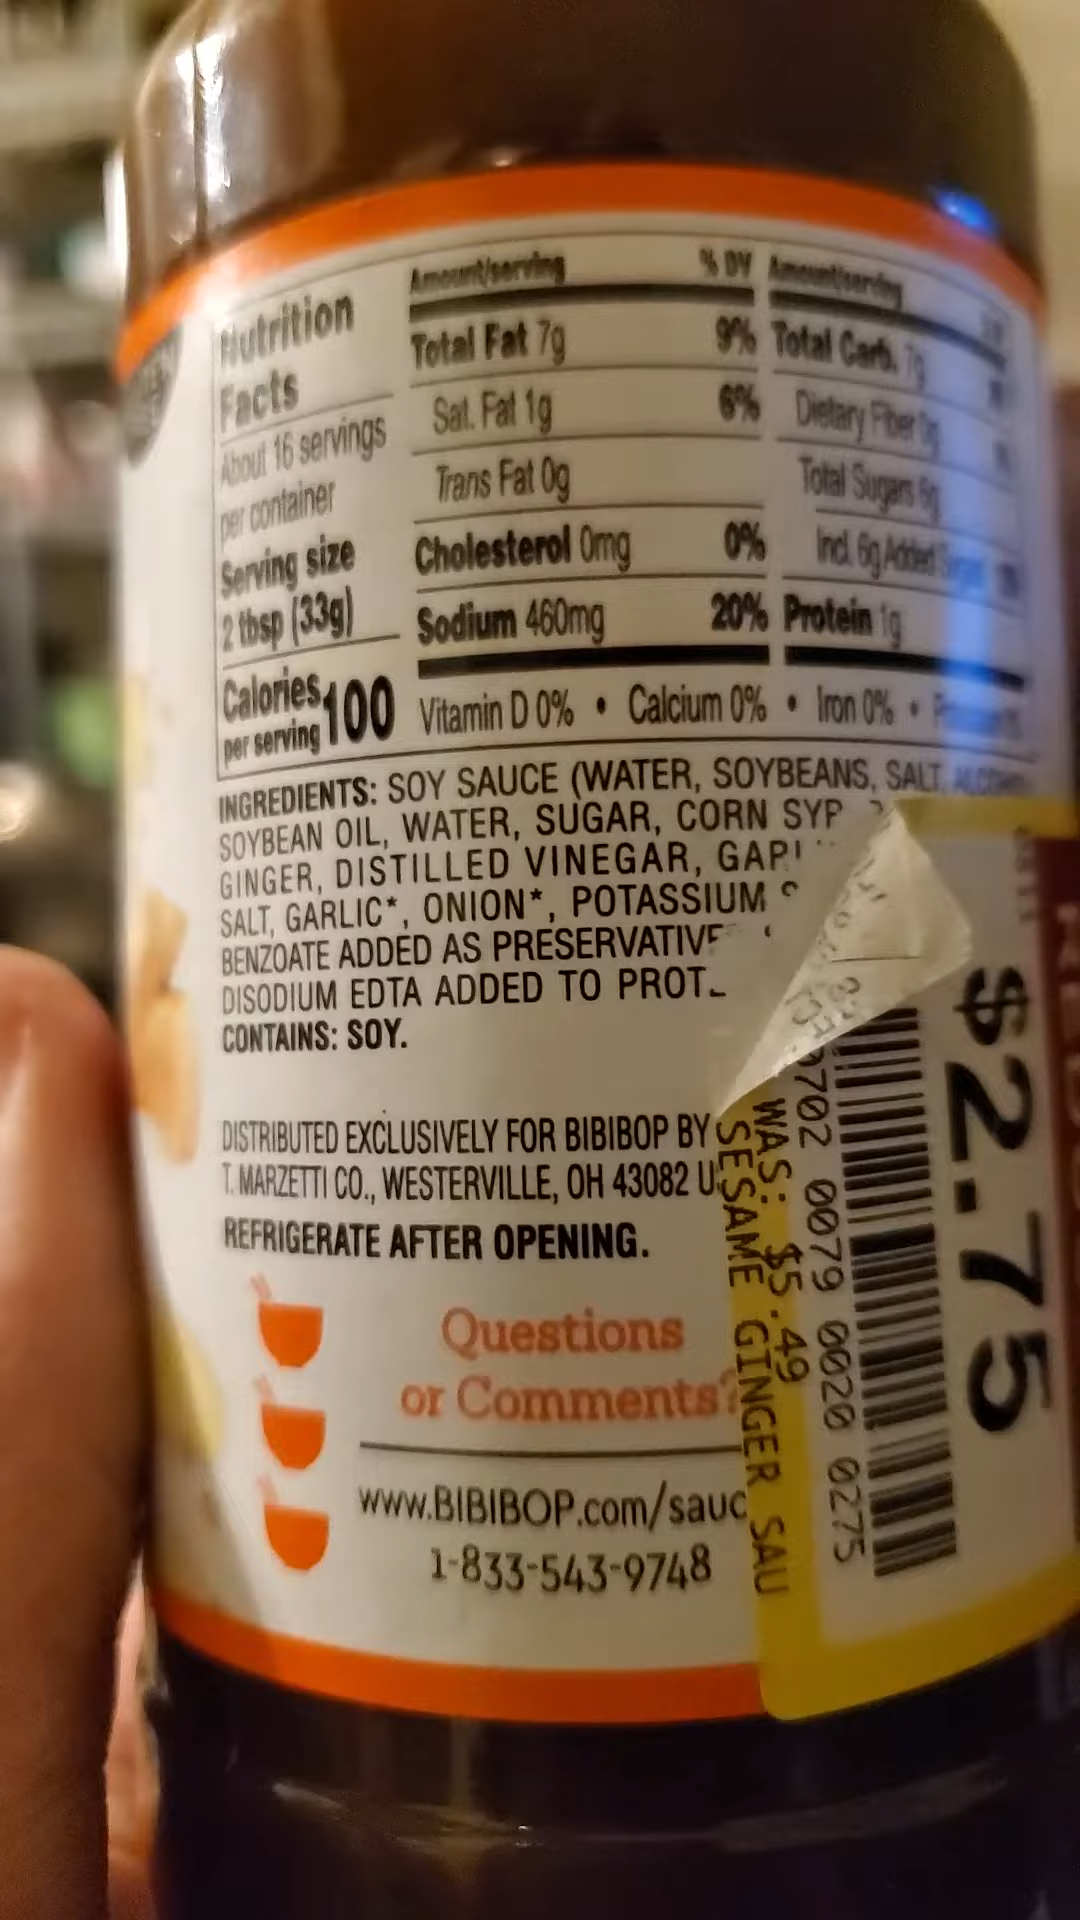 Nutrition
Facts
About 16 servings
per container
Serving size
2 tbsp (33g)
Calories 100
per serving
Amount/serving % DV
Total Fat 7g 9%
Sat. Fat 1g 6%
Trans Fat 0g
Cholesterol 0mg 0%
Sodium 460mg 20%
Amount/serving
Total Carb. 7g
Dietary Fiber 0g
Total Sugars 6g
Incl. 6g Added
Protein 1g
Vitamin D 0% • Calcium 0% • Iron 0% •
INGREDIENTS: SOY SAUCE (WATER, SOYBEANS, SALT,
SOYBEAN OIL, WATER, SUGAR, CORN SYR
GINGER, DISTILLED VINEGAR,
SALT, GARLIC*, ONION*, POTASSIUM
BENZOATE ADDED AS PRESERVATIVE
DISODIUM EDTA ADDED TO PROT
CONTAINS: SOY.
DISTRIBUTED EXCLUSIVELY FOR BIBIBOP BY
T. MARZETTI CO., WESTERVILLE, OH 43082 U
REFRIGERATE AFTER OPENING.
Questions
or Comments?
www.BIBIBOP.com/sauc
1-833-543-9748
$2.75
9702 0079 0020 0275
WAS: $5.49
SESAME GINGER SAU